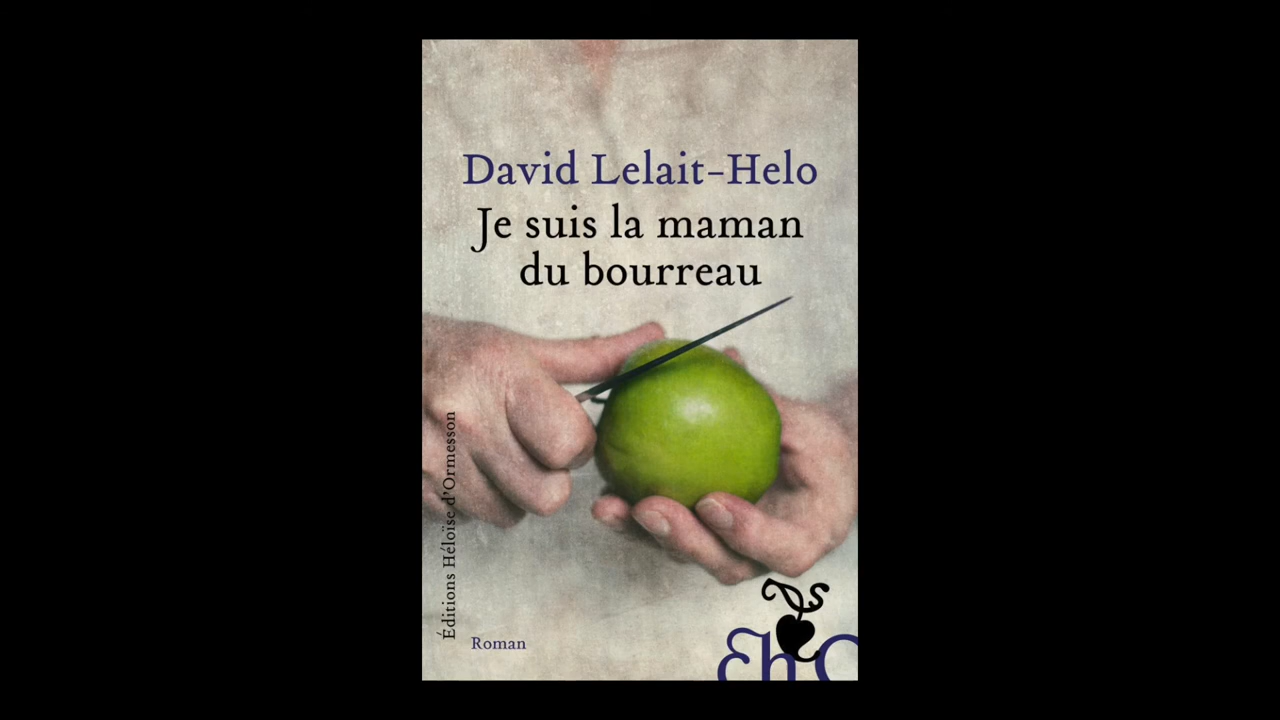 David Lelait-Helo
Je suis la maman
du bourreau
Éditions Héloïse d'Ormesson
Roman
EhO